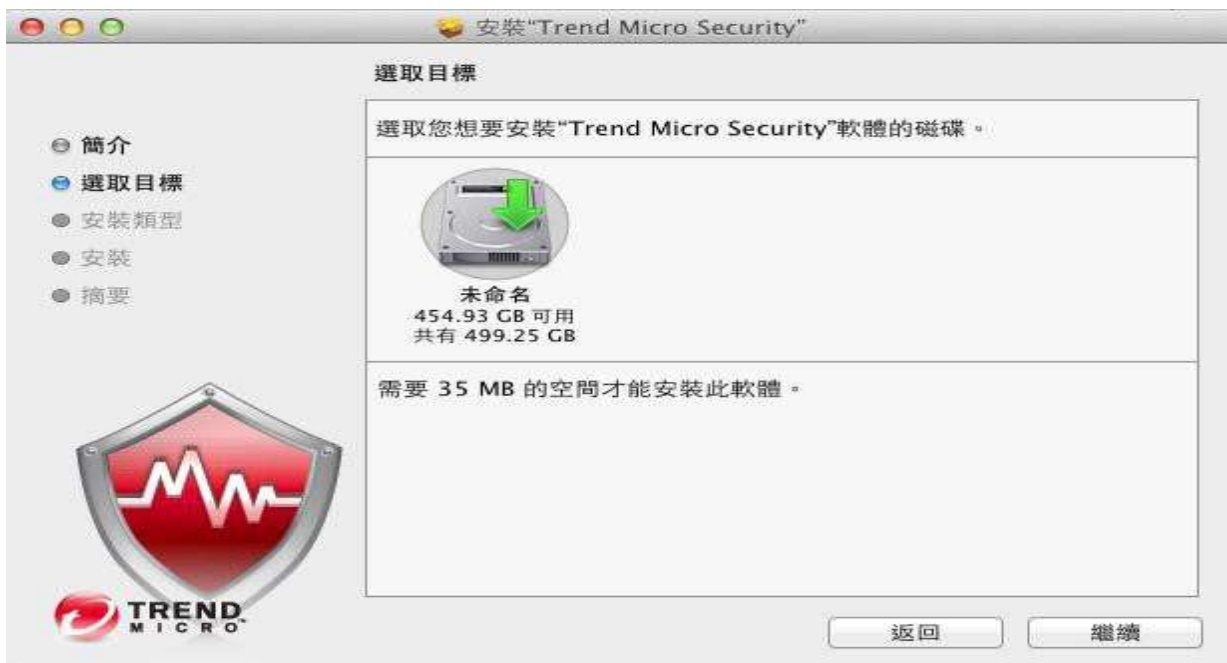 安裝“Trend Micro Security”
選取目標
簡介
選取目標
安裝類型
安裝
摘要
選取您想要安裝“Trend Micro Security”軟體的磁碟。
未命名
454.93 GB 可用
共有 499.25 GB
需要 35 MB 的空間才能安裝此軟體。
TREND
MICRO
返回
繼續